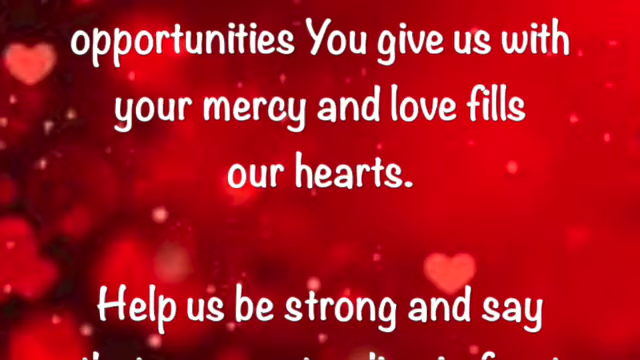 opportunities You give us with
your mercy and love fills
our hearts.
Help us be strong and say